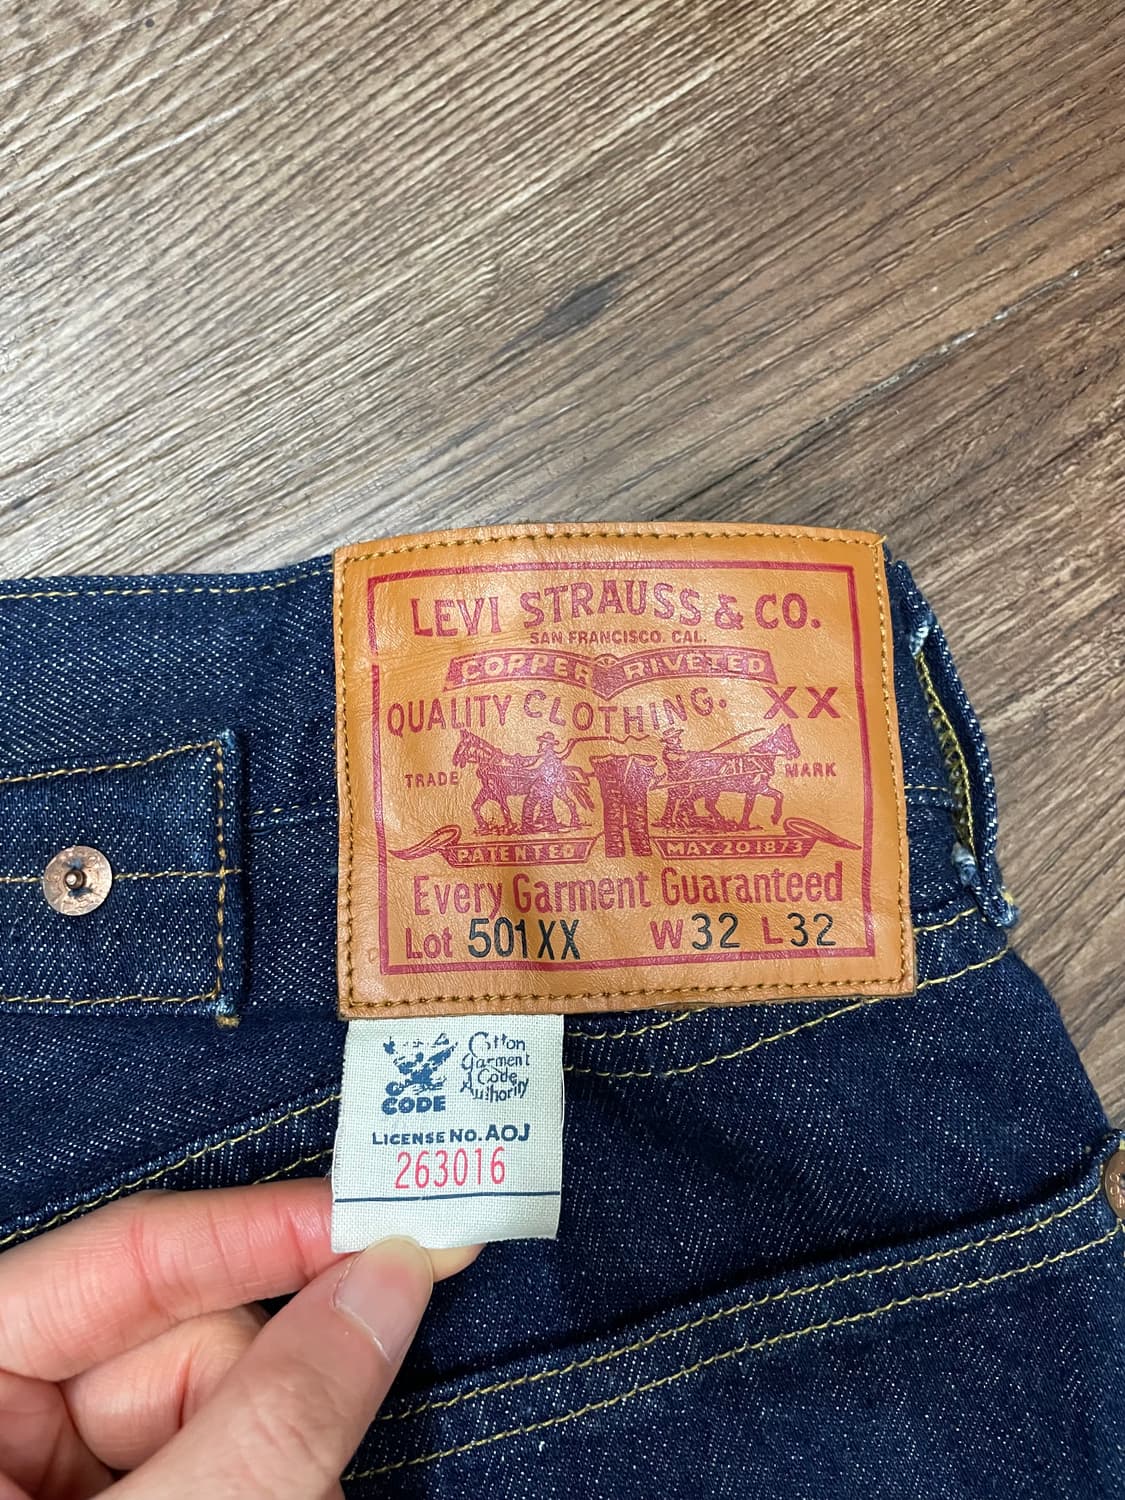 LEVI STRAUSS & CO.
SAN FRANCISCO. CAL.
COPPER RIVETED
QUALITY CLOTHING. XX
TRADE MARK
PATENTED MAY 20 1873
Every Garment Guaranteed
Lot 501XX W32 L32
Cotton
Garment
Code
Authority
CODE
LICENSE NO. AOJ
263016